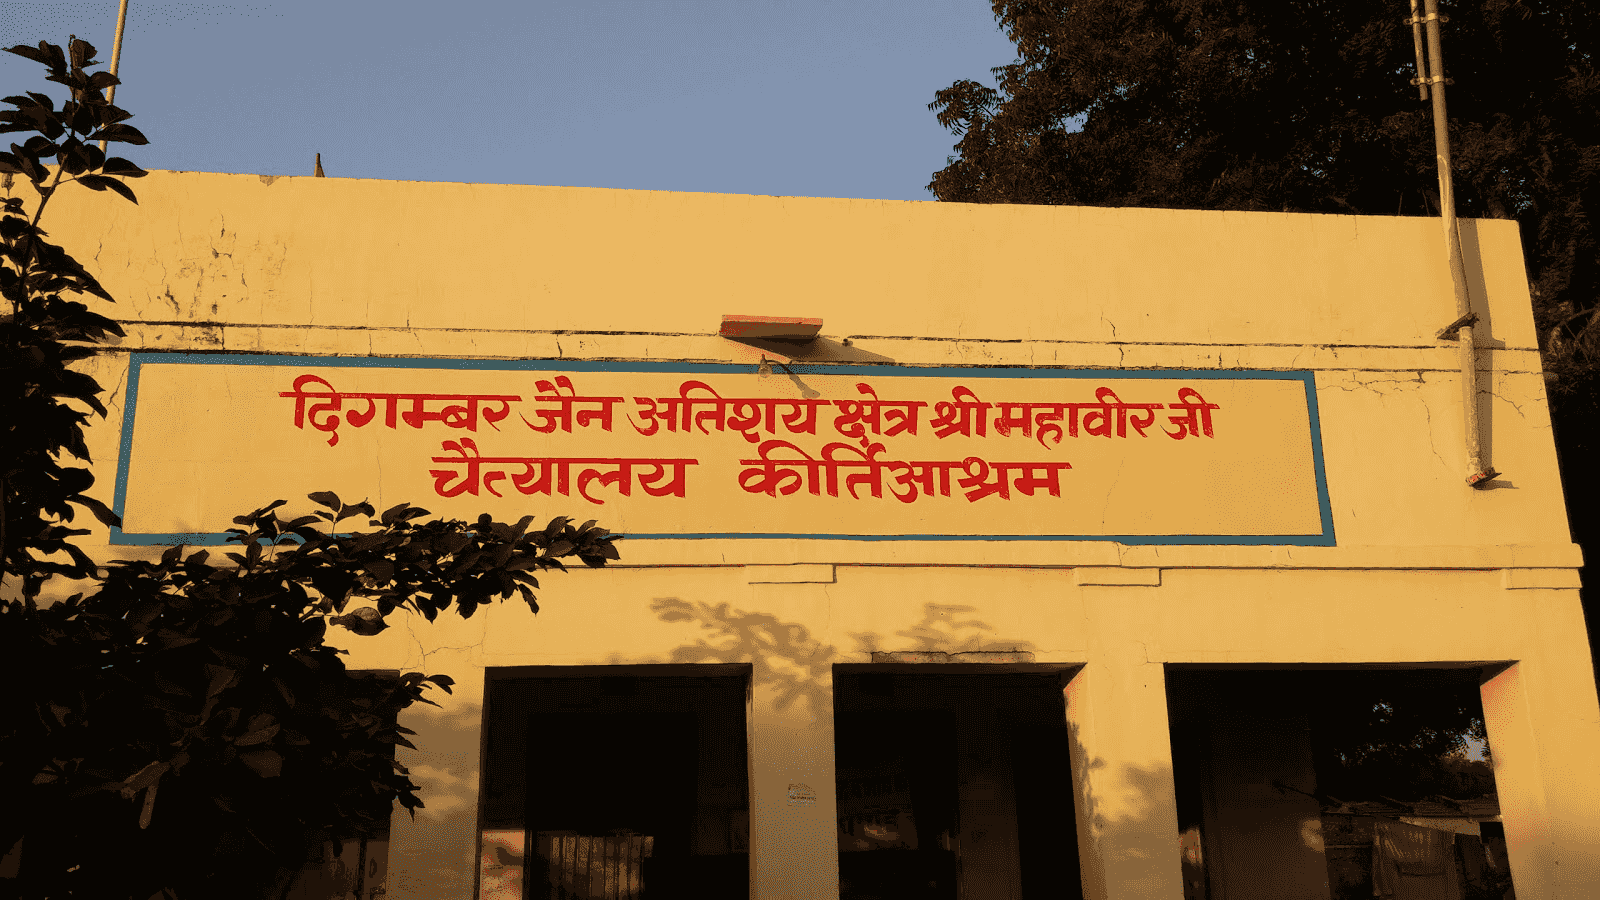 दिगम्बर जैन अतिशय क्षेत्र श्री महावीर जी
चैत्यालय कीर्तिआश्रम